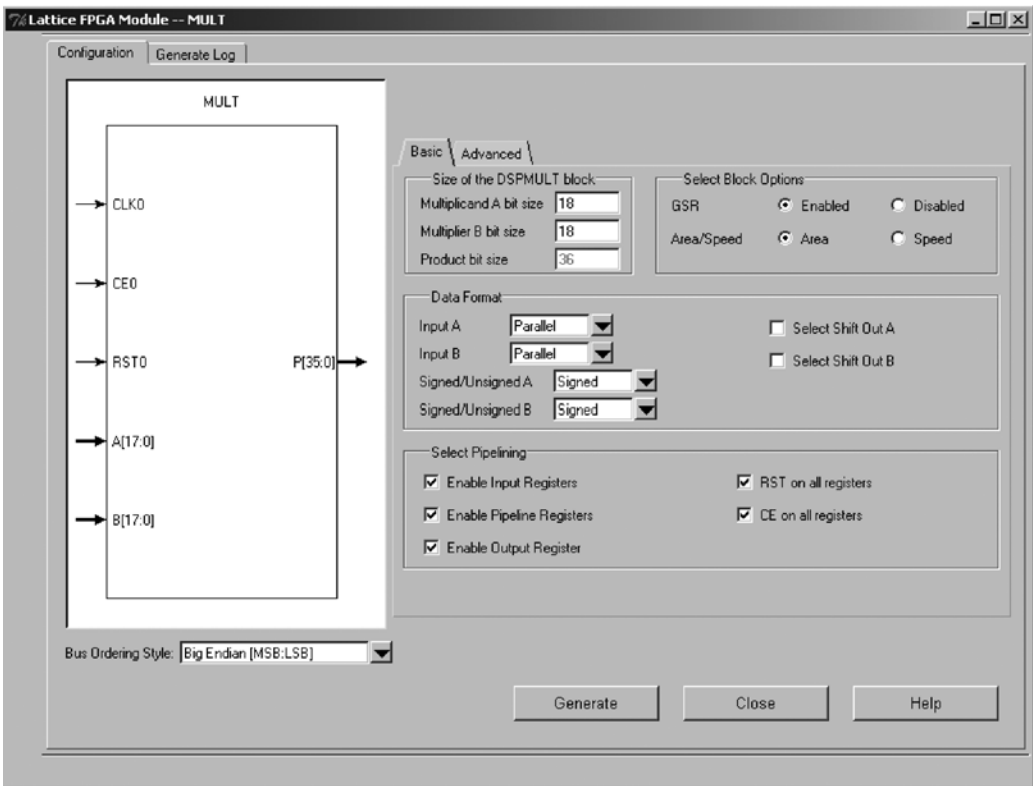 Lattice FPGA Module -- MULT
Configuration
Generate Log
MULT
CLK0
CE0
RST0
P[35:0]
A[17:0]
B[17:0]
Bus Ordering Style: Big Endian [MSB:LSB]
Basic
Advanced
Size of the DSPMULT block
Multiplicand A bit size 18
Multiplier B bit size 18
Product bit size 36
Select Block Options
GSR Enabled Disabled
Area/Speed Area Speed
Data Format
Input A Parallel
Select Shift Out A
Input B Parallel
Select Shift Out B
Signed/Unsigned A Signed
Signed/Unsigned B Signed
Select Pipelining
Enable Input Registers
RST on all registers
Enable Pipeline Registers
CE on all registers
Enable Output Register
Generate
Close
Help